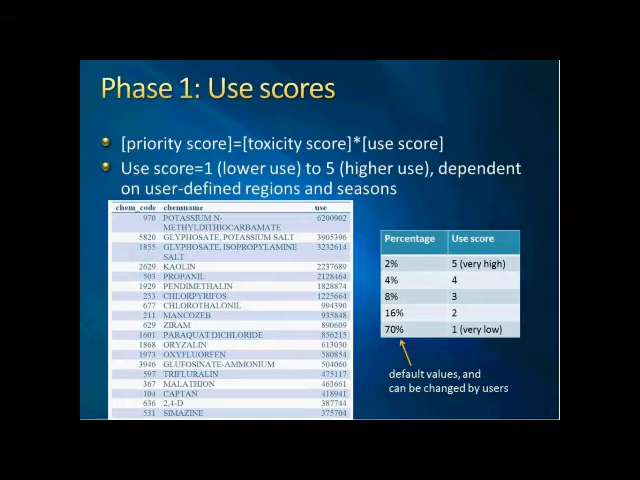 Phase 1: Use scores
[priority score]=[toxicity score]*[use score]
Use score=1 (lower use) to 5 (higher use), dependent
on user-defined regions and seasons
chem_code chemname use
970 POTASSIUM N- 6200902
METHYLDITHIOCARBAMATE
5820 GLYPHOSATE, POTASSIUM SALT 3905396
1855 GLYPHOSATE, ISOPROPYLAMINE 3232614
SALT
2629 KAOLIN 2237689
503 PROPANIL 2128464
1929 PENDIMETHALIN 1828874
253 CHLORPYRIFOS 1225664
677 CHLOROTHALONIL 994390
211 MANCOZEB 935848
629 ZIRAM 890609
1601 PARAQUAT DICHLORIDE 856215
1868 ORYZALIN 613030
1973 OXYFLUORFEN 580854
3946 GLUFOSINATE-AMMONIUM 504060
597 TRIFLURALIN 475117
367 MALATHION 463661
104 CAPTAN 418941
636 2,4-D 387744
531 SIMAZINE 375704
Percentage Use score
2% 5 (very high)
4% 4
8% 3
16% 2
70% 1 (very low)
default values, and
can be changed by users